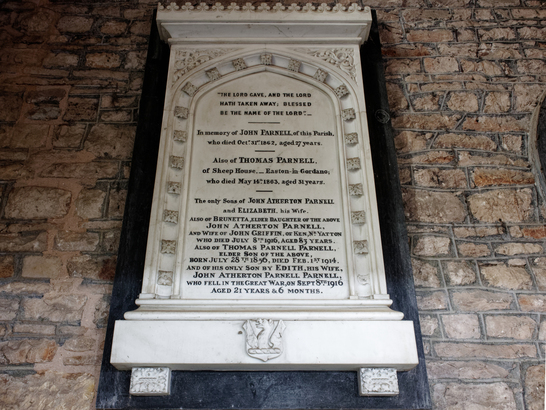 "THE LORD GAVE, AND THE LORD
HATH TAKEN AWAY; BLESSED
BE THE NAME OF THE LORD"_
In memory of JOHN PARNELL, of this Parish,
who died Octr. 31st 1862, aged 27 years.
Also of THOMAS PARNELL,
of Sheep House, _ Easton-in-Gordano;
who died May 14th 1863, aged 31 years.
The only Sons of JOHN ATHERTON PARNELL
and ELIZABETH, his Wife.
ALSO OF BRUNETTA, ELDER DAUGHTER OF THE ABOVE
JOHN ATHERTON PARNELL,
AND WIFE OF JOHN GRIFFIN, OF KEN, NR YATTON
WHO DIED JULY 8TH 1916, AGED 83 YEARS.
ALSO OF THOMAS PARNELL PARNELL,
ELDER SON OF THE ABOVE,
BORN JULY 28TH 1856, DIED FEB. 1ST 1914.
AND OF HIS ONLY SON BY EDITH, HIS WIFE,
JOHN ATHERTON PARNELL PARNELL,
WHO FELL IN THE GREAT WAR, ON SEPT 8TH 1916
AGED 21 YEARS & 6 MONTHS.